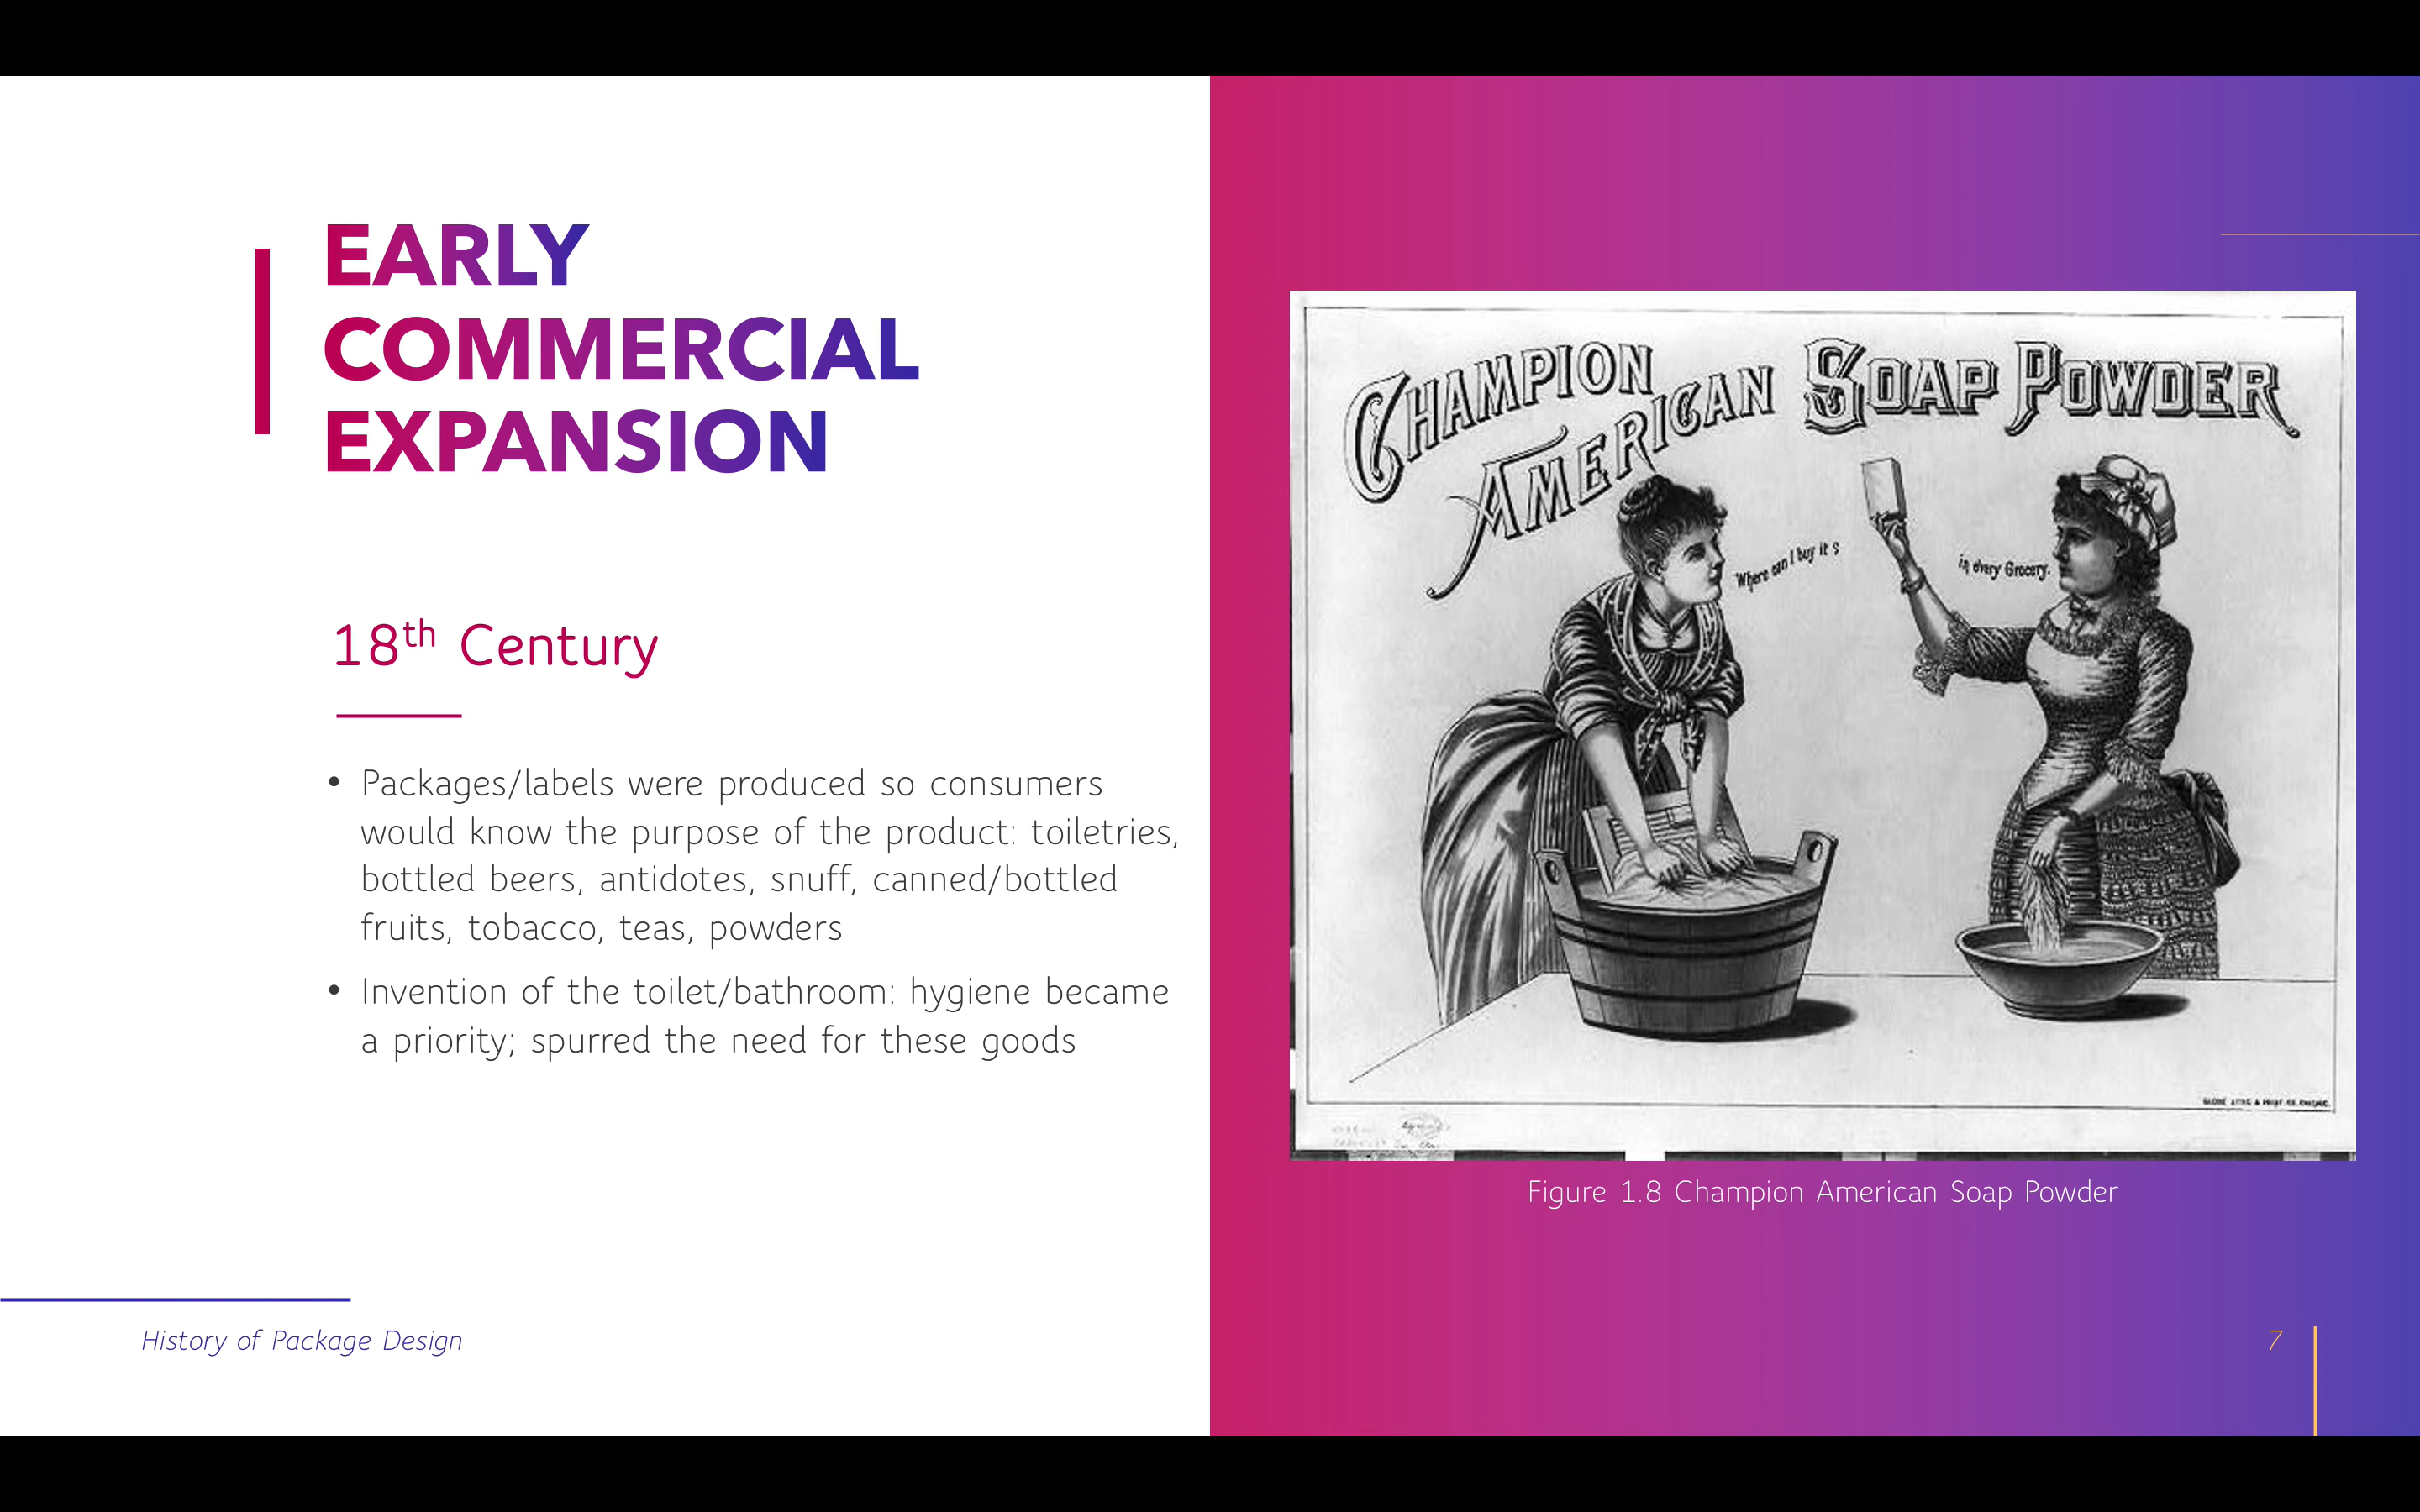 EARLY
COMMERCIAL
EXPANSION
18th Century
• Packages/labels were produced so consumers
would know the purpose of the product: toiletries,
bottled beers, antidotes, snuff, canned/bottled
fruits, tobacco, teas, powders
• Invention of the toilet/bathroom: hygiene became
a priority; spurred the need for these goods
History of Package Design
CHAMPION
AMERICAN SOAP POWDER
Where can I buy it ?
in every Grocery.
Figure 1.8 Champion American Soap Powder
7